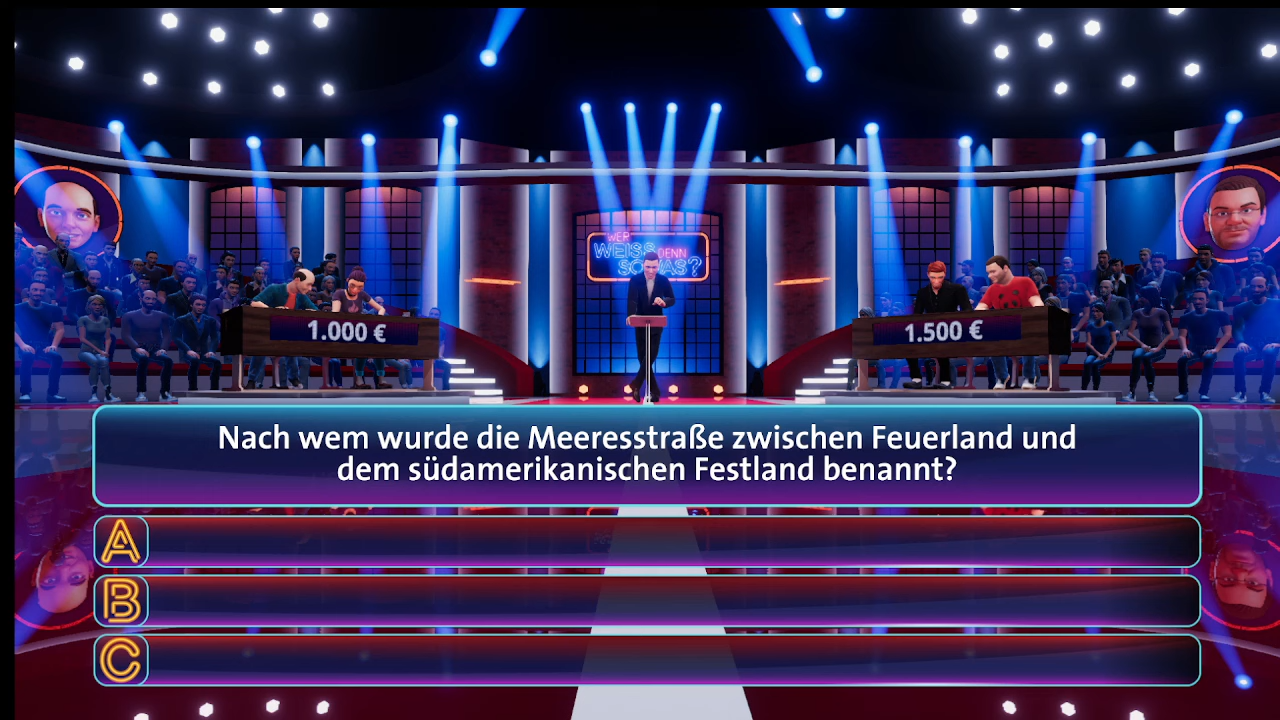 WER
WEISS DENN
SOWAS?
1.000 €
1.500 €
Nach wem wurde die Meeresstraße zwischen Feuerland und
dem südamerikanischen Festland benannt?
A
B
C